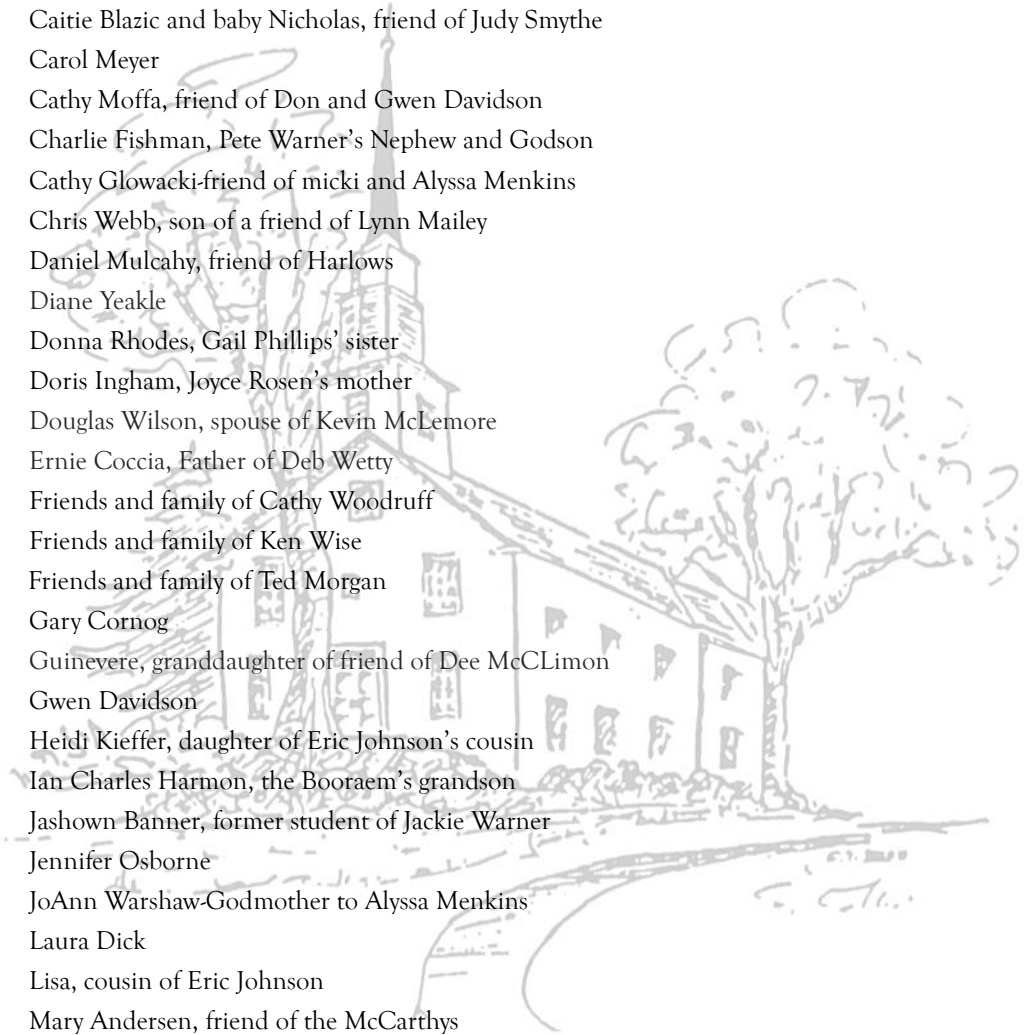 Caitie Blazic and baby Nicholas, friend of Judy Smythe
Carol Meyer
Cathy Moffa, friend of Don and Gwen Davidson
Charlie Fishman, Pete Warner’s Nephew and Godson
Cathy Glowacki-friend of micki and Alyssa Menkins
Chris Webb, son of a friend of Lynn Mailey
Daniel Mulcahy, friend of Harlows
Diane Yeakle
Donna Rhodes, Gail Phillips’ sister
Doris Ingham, Joyce Rosen’s mother
Douglas Wilson, spouse of Kevin McLemore
Ernie Coccia, Father of Deb Wetty
Friends and family of Cathy Woodruff
Friends and family of Ken Wise
Friends and family of Ted Morgan
Gary Cornog
Guinevere, granddaughter of friend of Dee McCLimon
Gwen Davidson
Heidi Kieffer, daughter of Eric Johnson’s cousin
Ian Charles Harmon, the Booraem’s grandson
Jashown Banner, former student of Jackie Warner
Jennifer Osborne
JoAnn Warshaw-Godmother to Alyssa Menkins
Laura Dick
Lisa, cousin of Eric Johnson
Mary Andersen, friend of the McCarthys